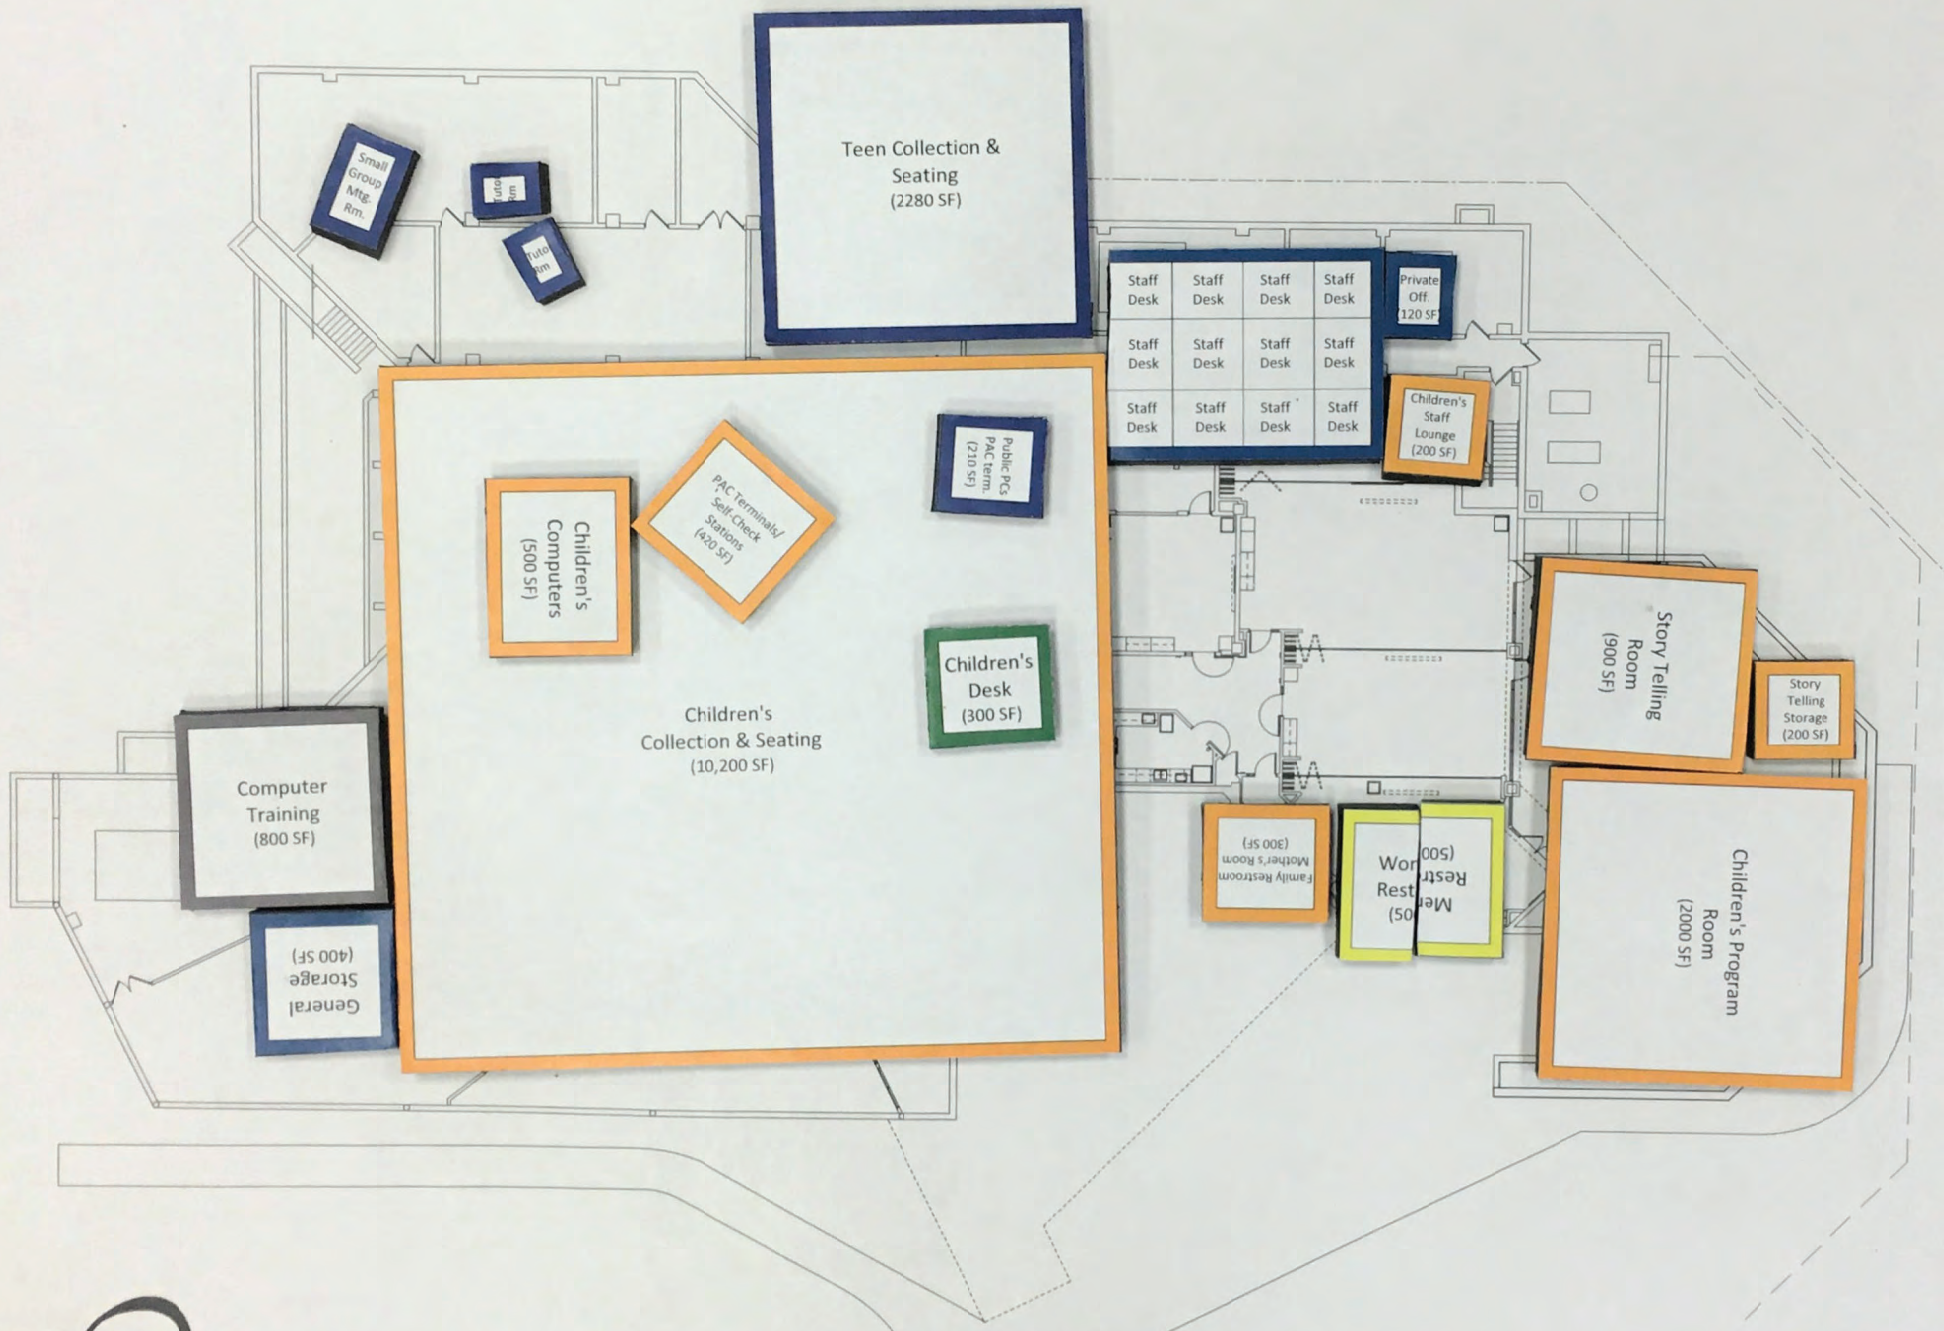 Teen Collection &
Seating
(2280 SF)
Small
Group
Mtg.
Rm.
Rm
Tuto
Tuto
Rm
Staff
Desk
Staff
Desk
Staff
Desk
Staff
Desk
Staff
Desk
Staff
Desk
Staff
Desk
Staff
Desk
Staff
Desk
Staff
Desk
Staff
Desk
Staff
Desk
Private
Off.
(120 SF)
Children's
Staff
Lounge
(200 SF)
Children's
Computers
(500 SF)
PAC Terminals/
Self-Check
Stations
(420 SF)
Public PCs
PAC term.
(210 SF)
Children's
Desk
(300 SF)
Children's
Collection & Seating
(10,200 SF)
Story Telling
Room
(900 SF)
Story
Telling
Storage
(200 SF)
Computer
Training
(800 SF)
General
Storage
(400 SF)
Family Restroom
Mother's Room
(300 SF)
Wor
Rest
(50
Me
Restr
(500
Children's Program
Room
(2000 SF)